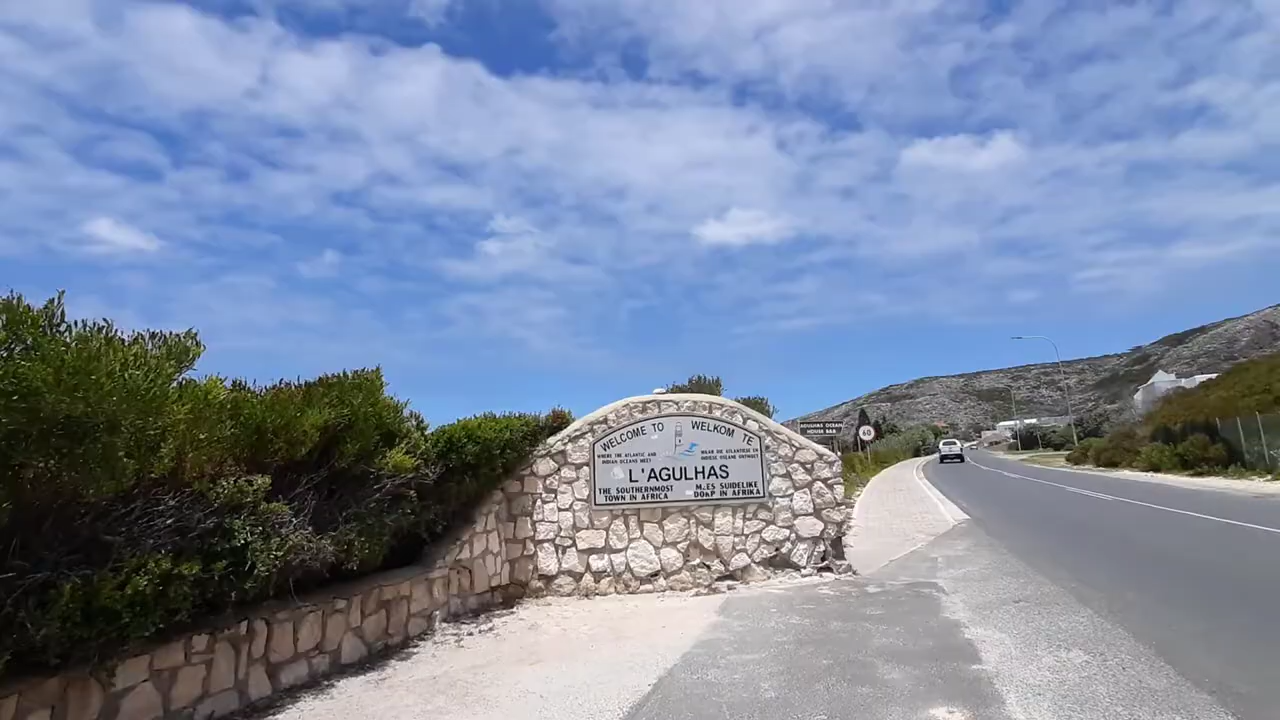 WELCOME TO
WELKOM TE
WHERE THE ATLANTIC AND
INDIAN OCEANS MEET
WAAR DIE ATLANTIESE EN
INDIESE OSEANE ONTMOET
L'AGULHAS
THE SOUTHERNMOST
TOWN IN AFRICA
M ES SUIDELIKE
DORP IN AFRIKA
AGULHAS OCEAN
HOUSE B&B
60